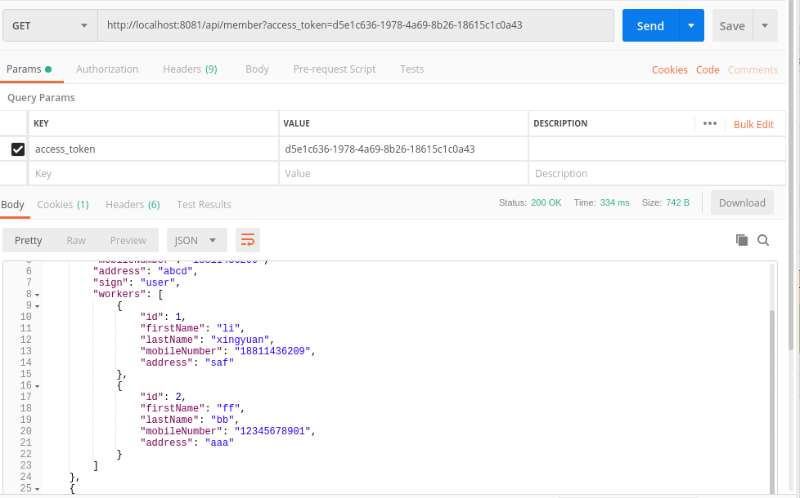 GET http://localhost:8081/api/member?access_token=d5e1c636-1978-4a69-8b26-18615c1c0a43 Send Save
Params Authorization Headers (9) Body Pre-request Script Tests Cookies Code Comments
Query Params
KEY VALUE DESCRIPTION ••• Bulk Edit
access_token d5e1c636-1978-4a69-8b26-18615c1c0a43
Key Value Description
Body Cookies (1) Headers (6) Test Results Status: 200 OK Time: 334 ms Size: 742 B Download
Pretty Raw Preview JSON
6 "address": "abcd",
7 "sign": "user",
8 "workers": [
9 {
10 "id": 1,
11 "firstName": "li",
12 "lastName": "xingyuan",
13 "mobileNumber": "18811436209",
14 "address": "saf"
15 },
16 {
17 "id": 2,
18 "firstName": "ff",
19 "lastName": "bb",
20 "mobileNumber": "12345678901",
21 "address": "aaa"
22 }
23 ]
24 },
25 {